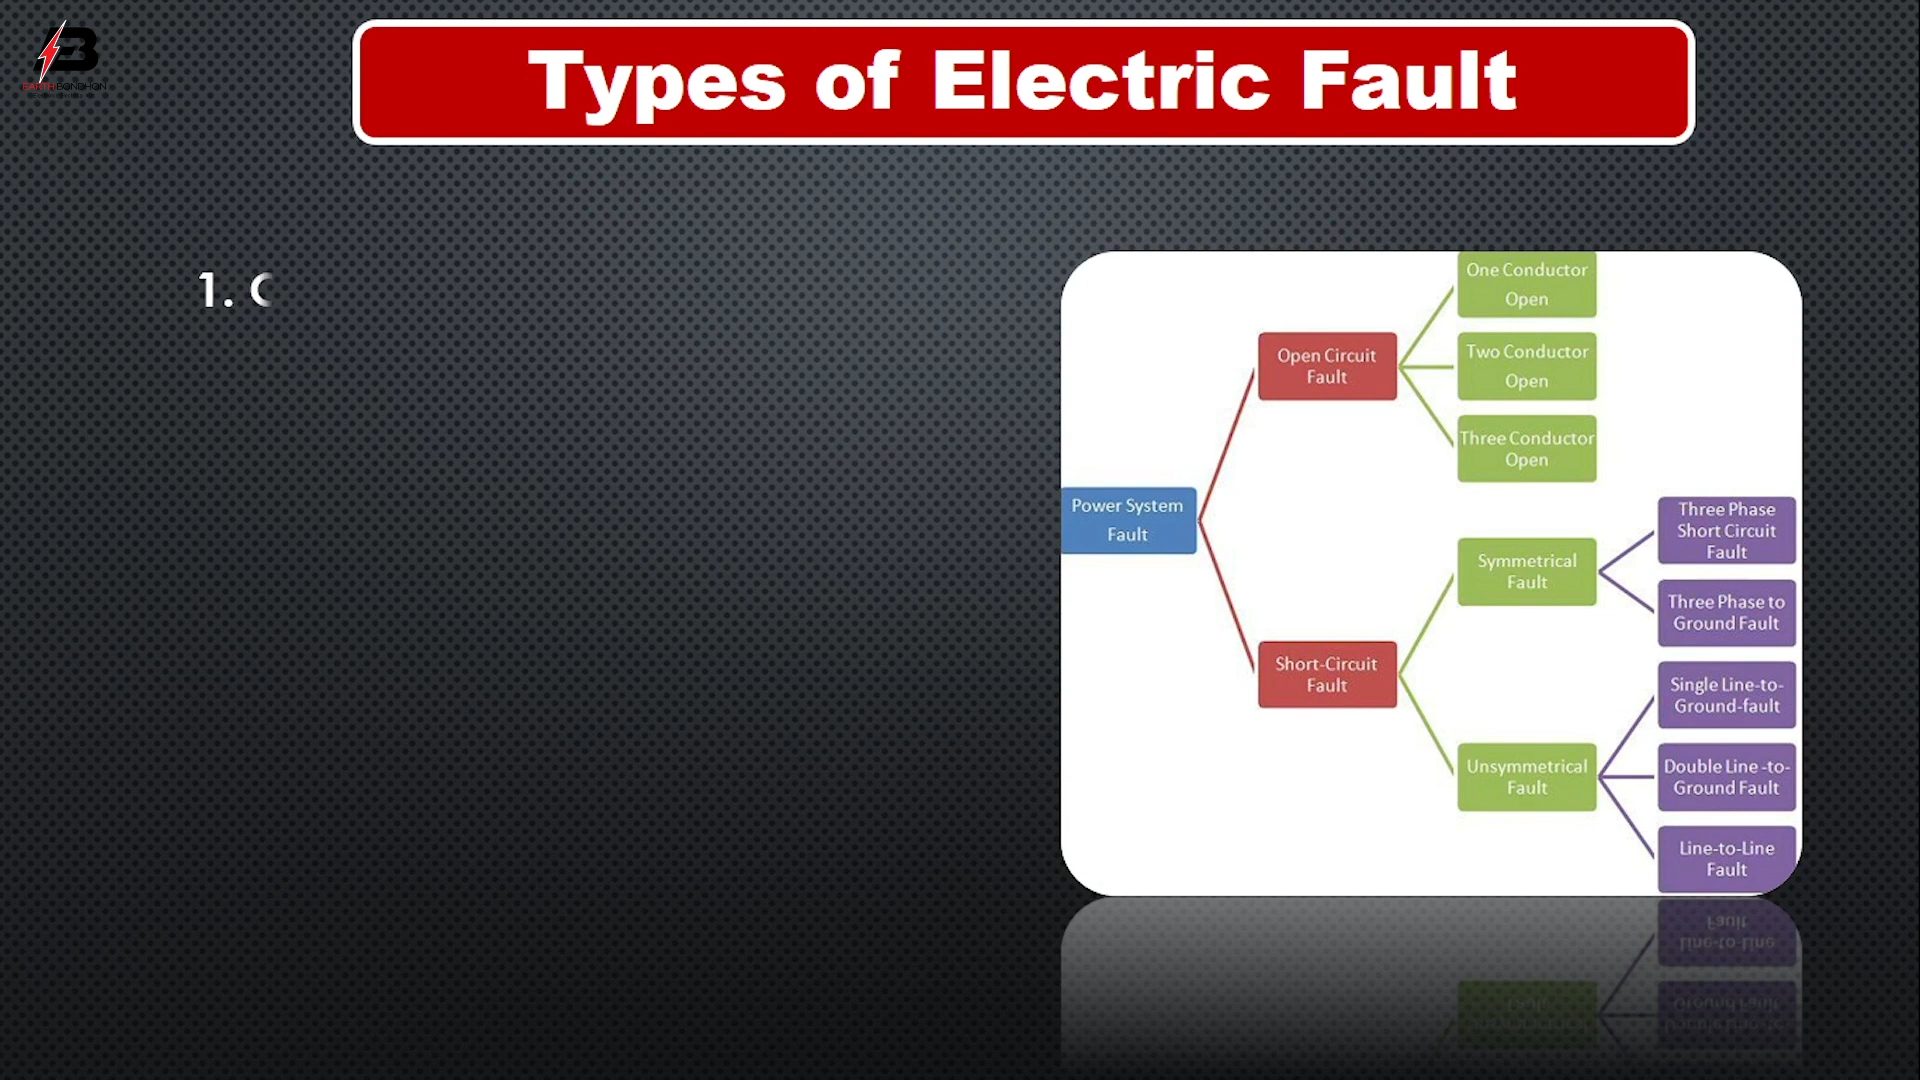 EARTH BONDHON
Types of Electric Fault
1.
One Conductor
Open
Open Circuit
Fault
Two Conductor
Open
Three Conductor
Open
Power System
Fault
Three Phase
Short Circuit
Fault
Symmetrical
Fault
Three Phase to
Ground Fault
Short-Circuit
Fault
Single Line-to-
Ground-fault
Unsymmetrical
Fault
Double Line -to-
Ground Fault
Line-to-Line
Fault